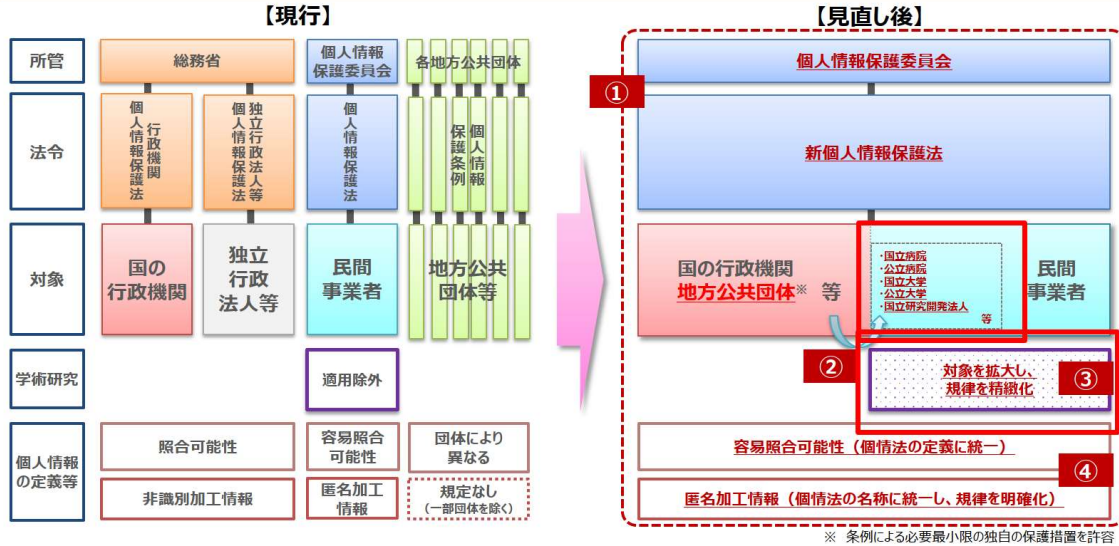 【現行】
【見直し後】
所管
総務省
個人情報
保護委員会
各地方公共団体
①
個人情報保護委員会
法令
行政機関
個人情報保護法
独立行政法人等
個人情報保護法
個人情報保護法
個人情報
保護条例
新個人情報保護法
対象
国の
行政機関
独立
行政
法人等
民間
事業者
地方公共
団体等
国の行政機関
地方公共団体※ 等
・国立病院
・公立病院
・国立大学
・公立大学
・国立研究開発法人
等
民間
事業者
学術研究
適用除外
②
対象を拡大し、
規律を精緻化
③
個人情報
の定義等
照合可能性
容易照合
可能性
団体により
異なる
容易照合可能性（個情法の定義に統一）
④
非識別加工情報
匿名加工
情報
規定なし
（一部団体を除く）
匿名加工情報（個情法の名称に統一し、規律を明確化）
※ 条例による必要最小限の独自の保護措置を許容